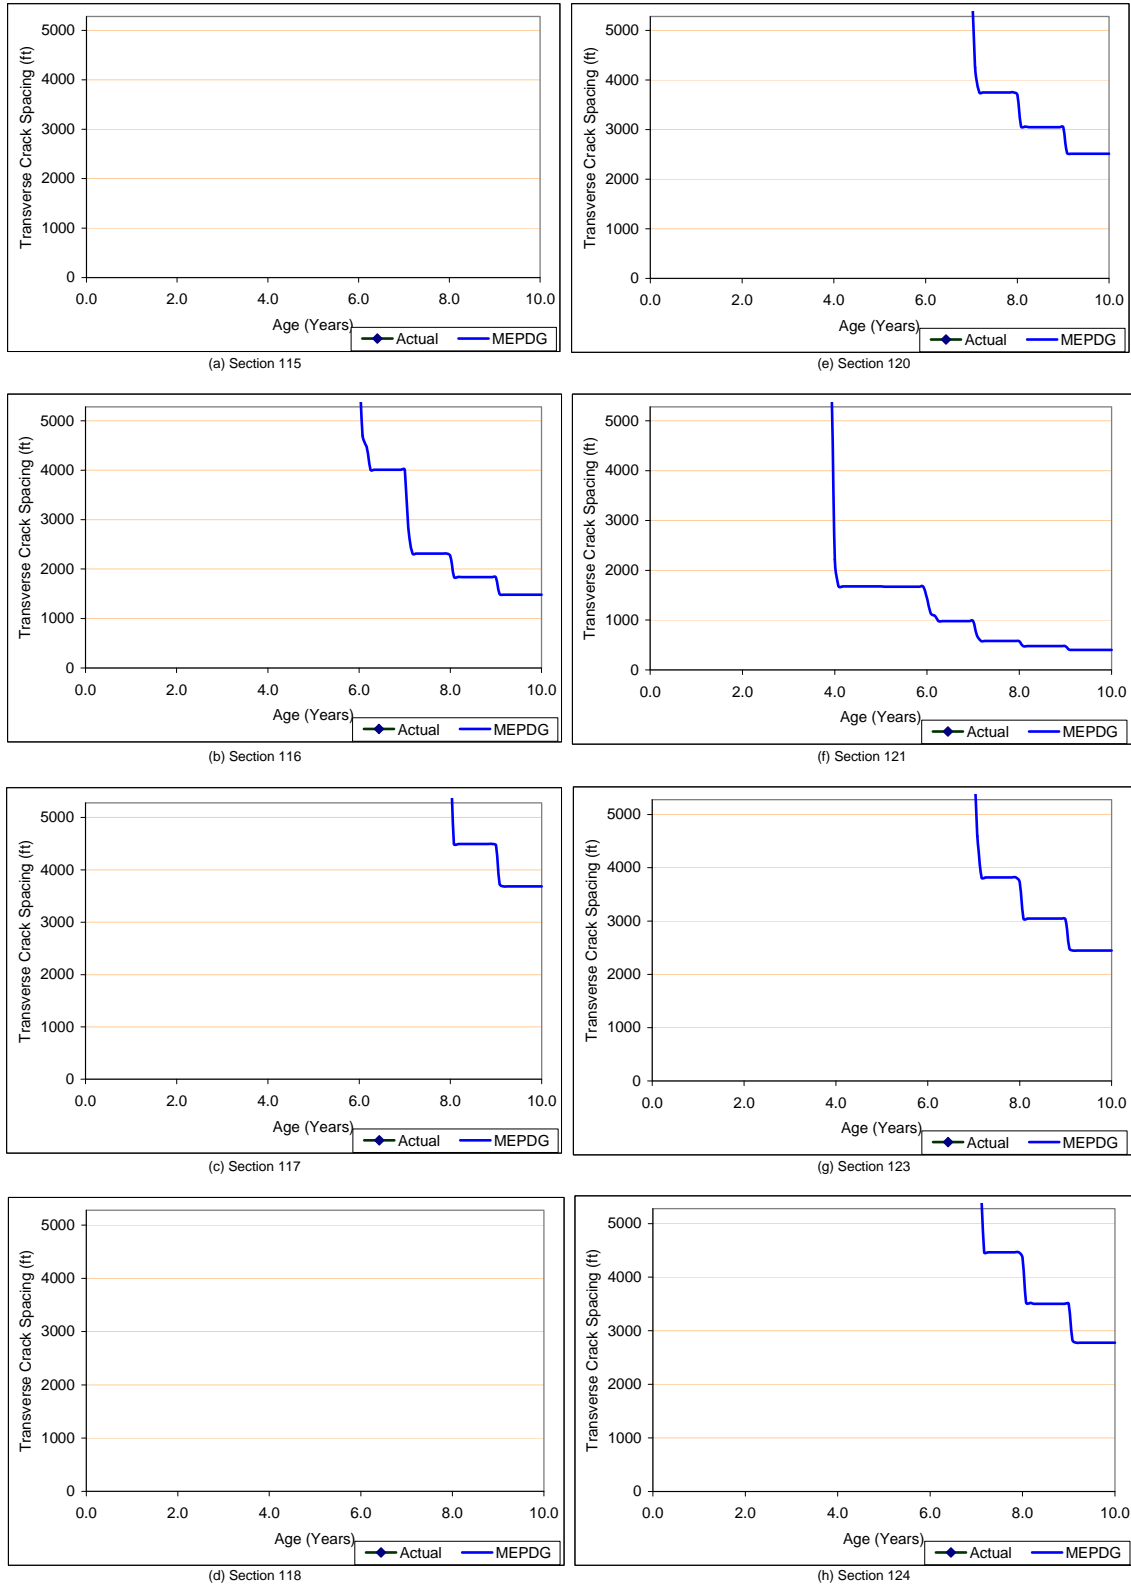 5000
4000
3000
2000
1000
0
Transverse Crack Spacing (ft)
0.0 2.0 4.0 6.0 8.0 10.0
Age (Years)
Actual MEPDG
(a) Section 115
5000
4000
3000
2000
1000
0
Transverse Crack Spacing (ft)
0.0 2.0 4.0 6.0 8.0 10.0
Age (Years)
Actual MEPDG
(e) Section 120
5000
4000
3000
2000
1000
0
Transverse Crack Spacing (ft)
0.0 2.0 4.0 6.0 8.0 10.0
Age (Years)
Actual MEPDG
(b) Section 116
5000
4000
3000
2000
1000
0
Transverse Crack Spacing (ft)
0.0 2.0 4.0 6.0 8.0 10.0
Age (Years)
Actual MEPDG
(f) Section 121
5000
4000
3000
2000
1000
0
Transverse Crack Spacing (ft)
0.0 2.0 4.0 6.0 8.0 10.0
Age (Years)
Actual MEPDG
(c) Section 117
5000
4000
3000
2000
1000
0
Transverse Crack Spacing (ft)
0.0 2.0 4.0 6.0 8.0 10.0
Age (Years)
Actual MEPDG
(g) Section 123
5000
4000
3000
2000
1000
0
Transverse Crack Spacing (ft)
0.0 2.0 4.0 6.0 8.0 10.0
Age (Years)
Actual MEPDG
(d) Section 118
5000
4000
3000
2000
1000
0
Transverse Crack Spacing (ft)
0.0 2.0 4.0 6.0 8.0 10.0
Age (Years)
Actual MEPDG
(h) Section 124